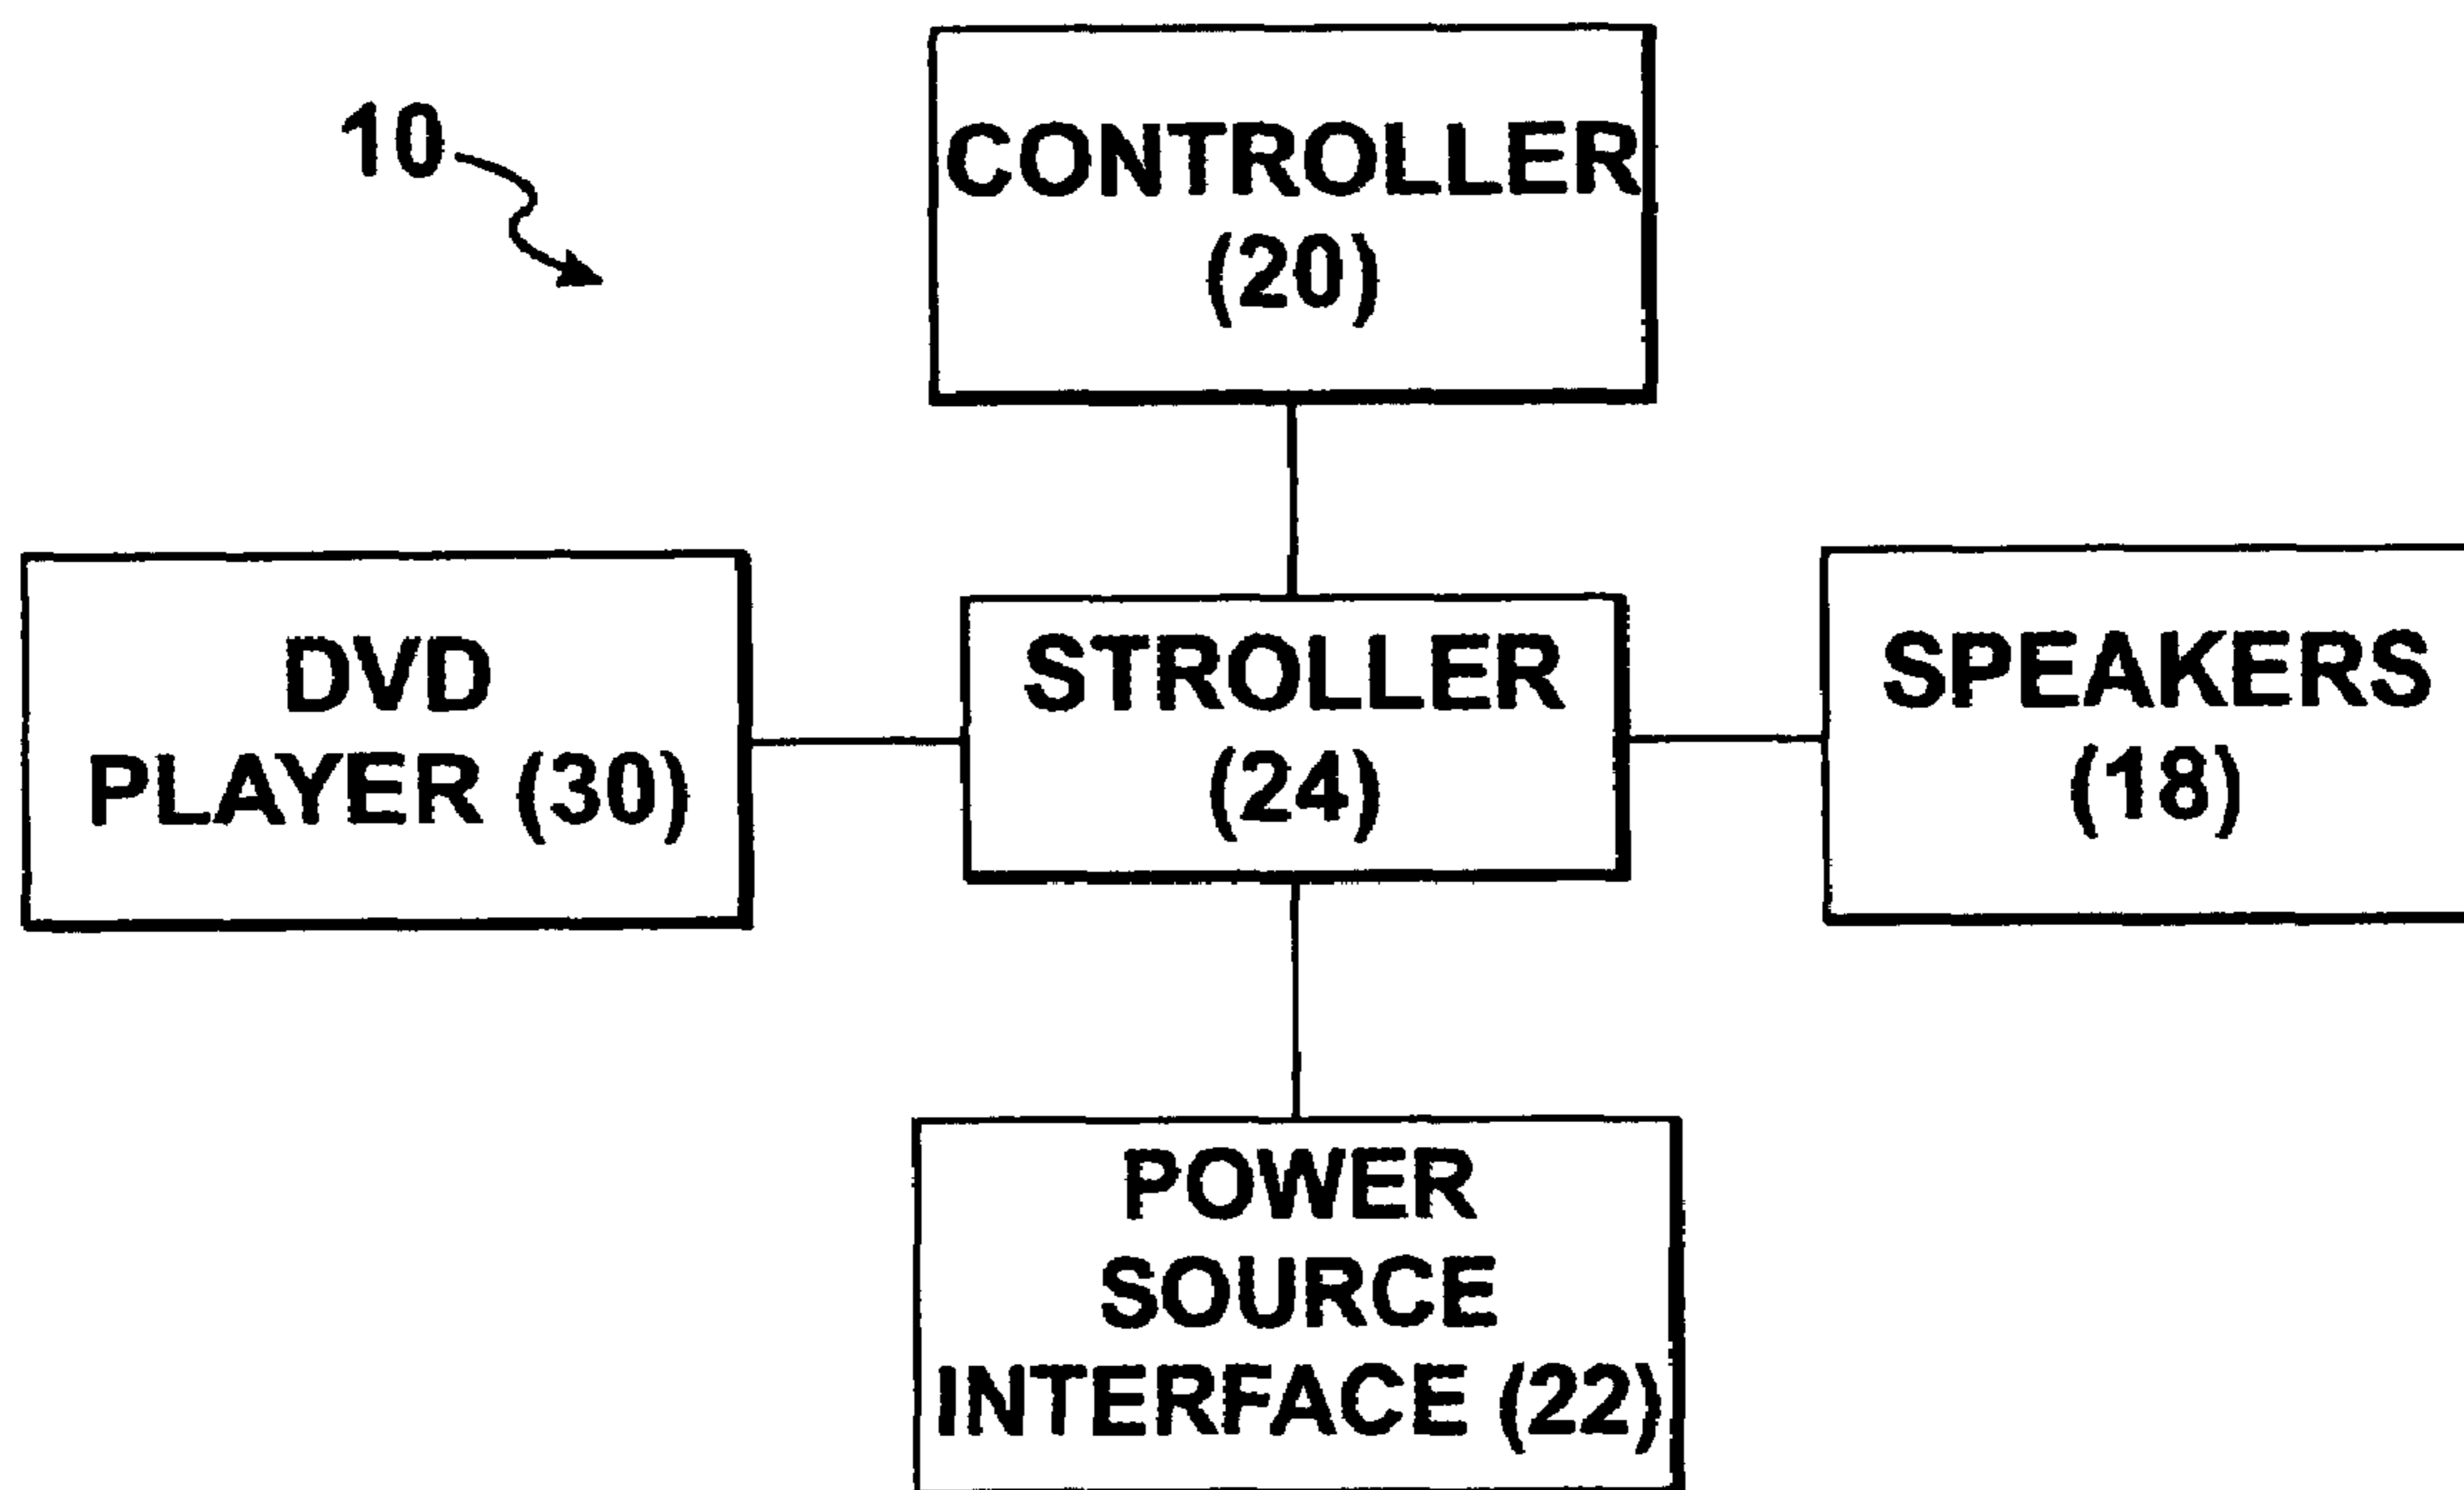 10
CONTROLLER
(20)
DVD
PLAYER (30)
STROLLER
(24)
SPEAKERS
(18)
POWER
SOURCE
INTERFACE (22)